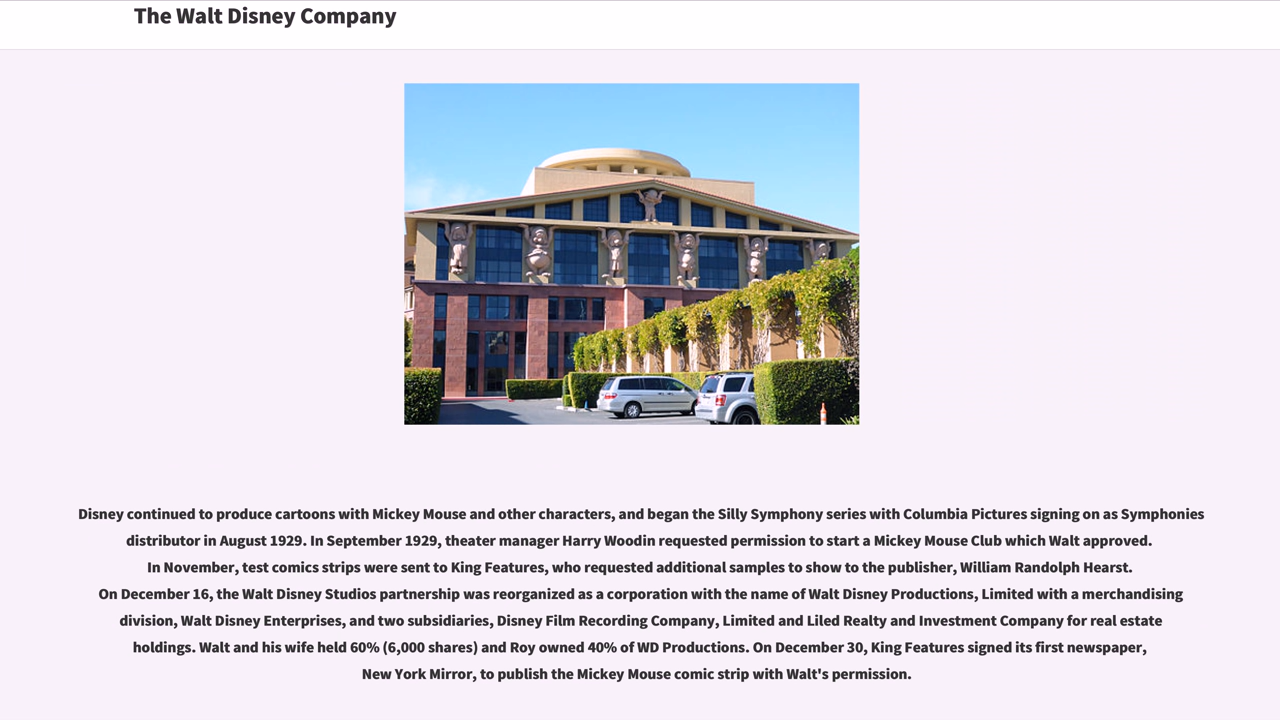 The Walt Disney Company
Disney continued to produce cartoons with Mickey Mouse and other characters, and began the Silly Symphony series with Columbia Pictures signing on as Symphonies
distributor in August 1929. In September 1929, theater manager Harry Woodin requested permission to start a Mickey Mouse Club which Walt approved.
In November, test comics strips were sent to King Features, who requested additional samples to show to the publisher, William Randolph Hearst.
On December 16, the Walt Disney Studios partnership was reorganized as a corporation with the name of Walt Disney Productions, Limited with a merchandising
division, Walt Disney Enterprises, and two subsidiaries, Disney Film Recording Company, Limited and Liled Realty and Investment Company for real estate
holdings. Walt and his wife held 60% (6,000 shares) and Roy owned 40% of WD Productions. On December 30, King Features signed its first newspaper,
New York Mirror, to publish the Mickey Mouse comic strip with Walt's permission.